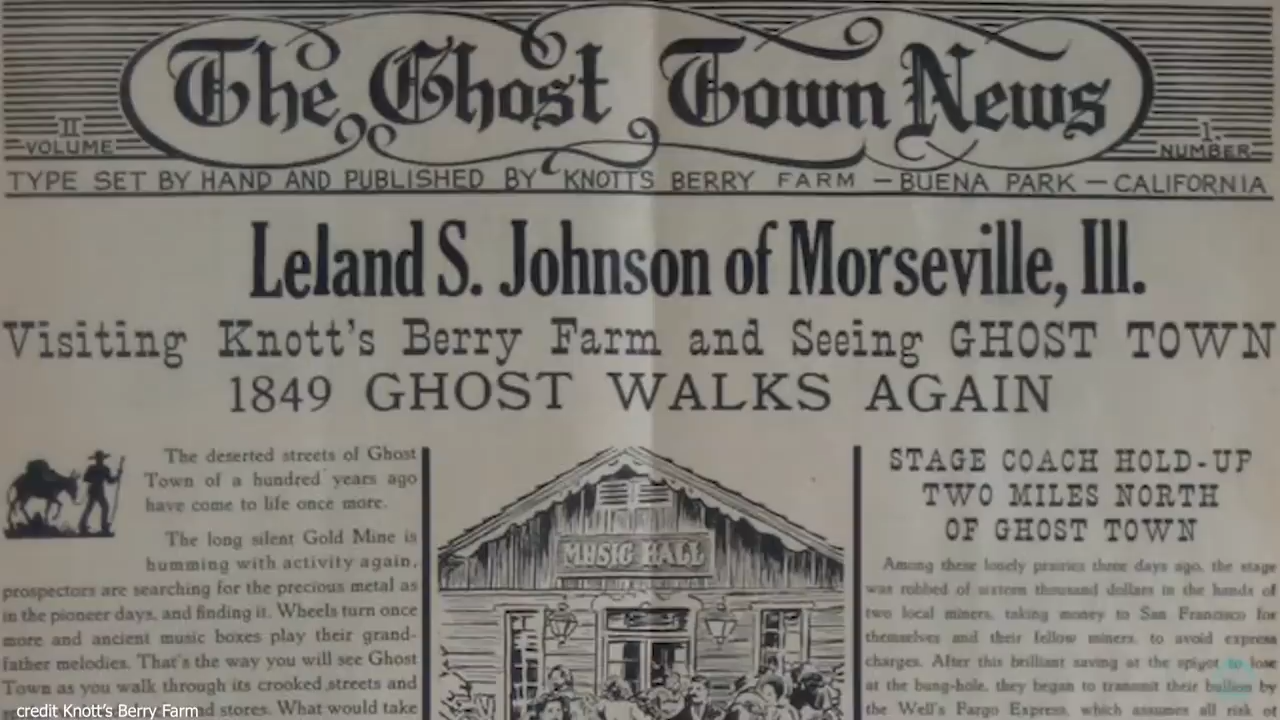 The Ghost Town News
II
VOLUME
1.
NUMBER
TYPE SET BY HAND AND PUBLISHED BY KNOTT'S BERRY FARM — BUENA PARK — CALIFORNIA
Leland S. Johnson of Morseville, Ill.
Visiting Knott's Berry Farm and Seeing GHOST TOWN
1849 GHOST WALKS AGAIN
The deserted streets of Ghost
Town of a hundred years ago
have come to life once more.
The long silent Gold Mine is
humming with activity again,
prospectors are searching for the precious metal as
in the pioneer days, and finding it. Wheels turn once
more and ancient music boxes play their grand-
father melodies. That's the way you will see Ghost
Town as you walk through its crooked streets and
stores. What would take
MUSIC HALL
STAGE COACH HOLD-UP
TWO MILES NORTH
OF GHOST TOWN
Among these lonely prairies three days ago, the stage
was robbed of sixteen thousand dollars in the hands of
two local miners, taking money to San Francisco for
themselves and their fellow miners, to avoid express
charges. After this brilliant saving at the spigot to lose
at the bung-hole, they began to transmit their bullion by
the Well's Fargo Express, which assumes all risk of
credit Knott's Berry Farm